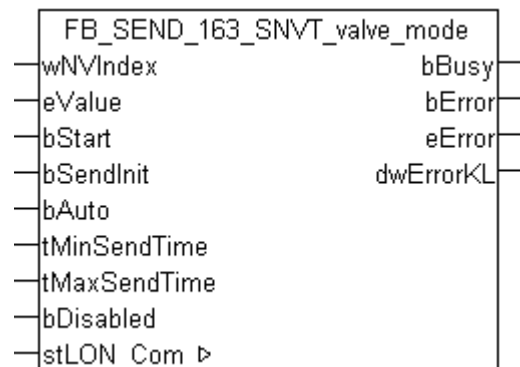 FB_SEND_163_SNVT_valve_mode
wNVIndex bBusy
eValue bError
bStart eError
bSendInit dwErrorKL
bAuto
tMinSendTime
tMaxSendTime
bDisabled
stLON_Com ▷